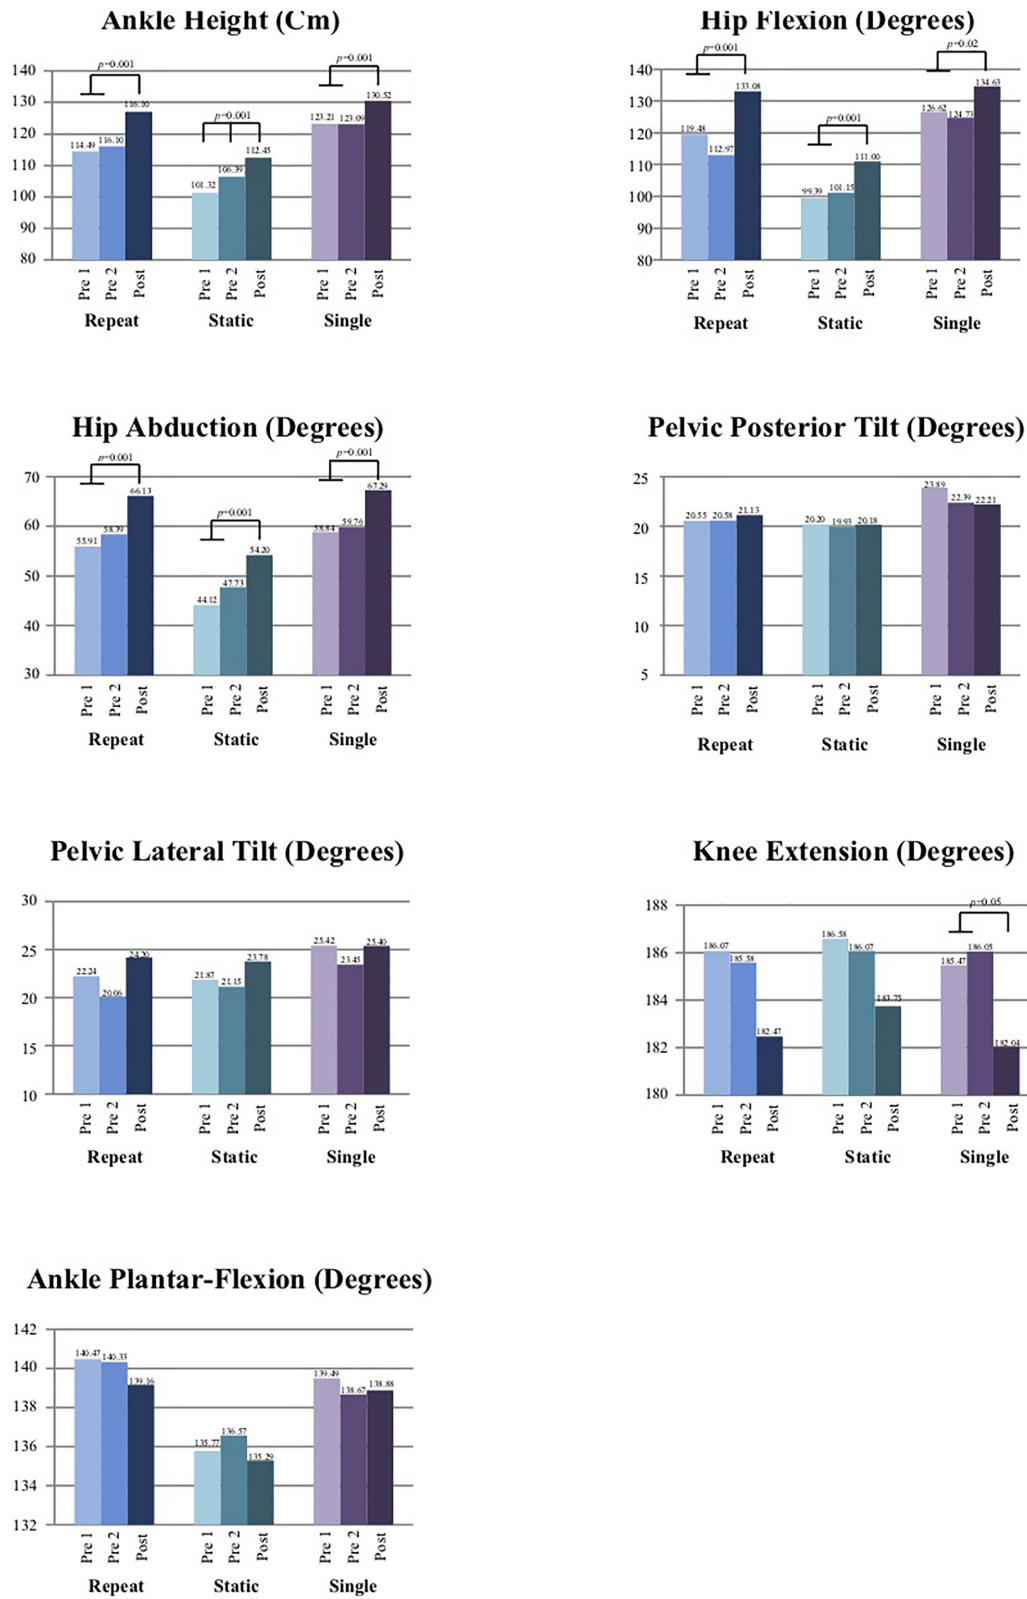 Ankle Height (Cm)
p=0.001
p=0.001
p=0.001
140
130
120
110
100
90
80
114.49
116.10
116.10
101.32
106.39
112.45
123.21
123.09
130.52
Pre 1
Pre 2
Post
Pre 1
Pre 2
Post
Pre 1
Pre 2
Post
Repeat
Static
Single
Hip Flexion (Degrees)
p=0.001
p=0.001
p=0.02
140
130
120
110
100
90
80
119.48
112.97
133.08
99.39
101.15
111.00
126.62
124.73
134.63
Pre 1
Pre 2
Post
Pre 1
Pre 2
Post
Pre 1
Pre 2
Post
Repeat
Static
Single
Hip Abduction (Degrees)
p=0.001
p=0.001
p=0.001
70
60
50
40
30
55.91
58.39
66.13
44.12
47.73
54.20
58.84
59.76
67.29
Pre 1
Pre 2
Post
Pre 1
Pre 2
Post
Pre 1
Pre 2
Post
Repeat
Static
Single
Pelvic Posterior Tilt (Degrees)
25
20
15
10
5
20.55
20.58
21.13
20.20
19.93
20.18
23.89
22.39
22.21
Pre 1
Pre 2
Post
Pre 1
Pre 2
Post
Pre 1
Pre 2
Post
Repeat
Static
Single
Pelvic Lateral Tilt (Degrees)
30
25
20
15
10
22.24
20.06
24.20
21.87
21.15
23.78
25.42
23.45
25.40
Pre 1
Pre 2
Post
Pre 1
Pre 2
Post
Pre 1
Pre 2
Post
Repeat
Static
Single
Knee Extension (Degrees)
p=0.05
188
186
184
182
180
186.07
185.58
182.47
186.58
186.07
183.75
185.47
186.05
182.04
Pre 1
Pre 2
Post
Pre 1
Pre 2
Post
Pre 1
Pre 2
Post
Repeat
Static
Single
Ankle Plantar-Flexion (Degrees)
142
140
138
136
134
132
140.47
140.33
139.16
135.77
136.57
135.29
139.49
138.67
138.88
Pre 1
Pre 2
Post
Pre 1
Pre 2
Post
Pre 1
Pre 2
Post
Repeat
Static
Single